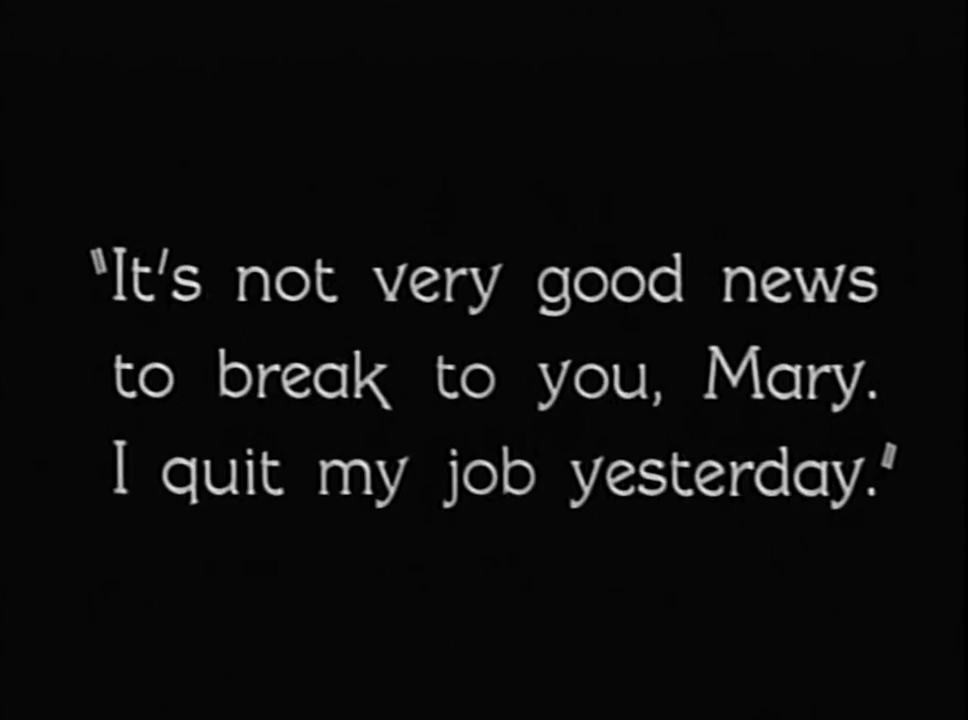 "It's not very good news
to break to you, Mary.
I quit my job yesterday."